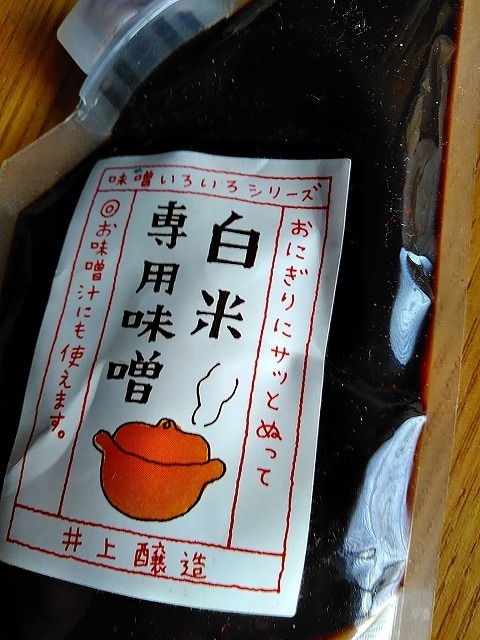 味噌いろいろシリーズ
おにぎりにサッとぬって
白米
専用味噌
◎お味噌汁にも使えます。
井上醸造